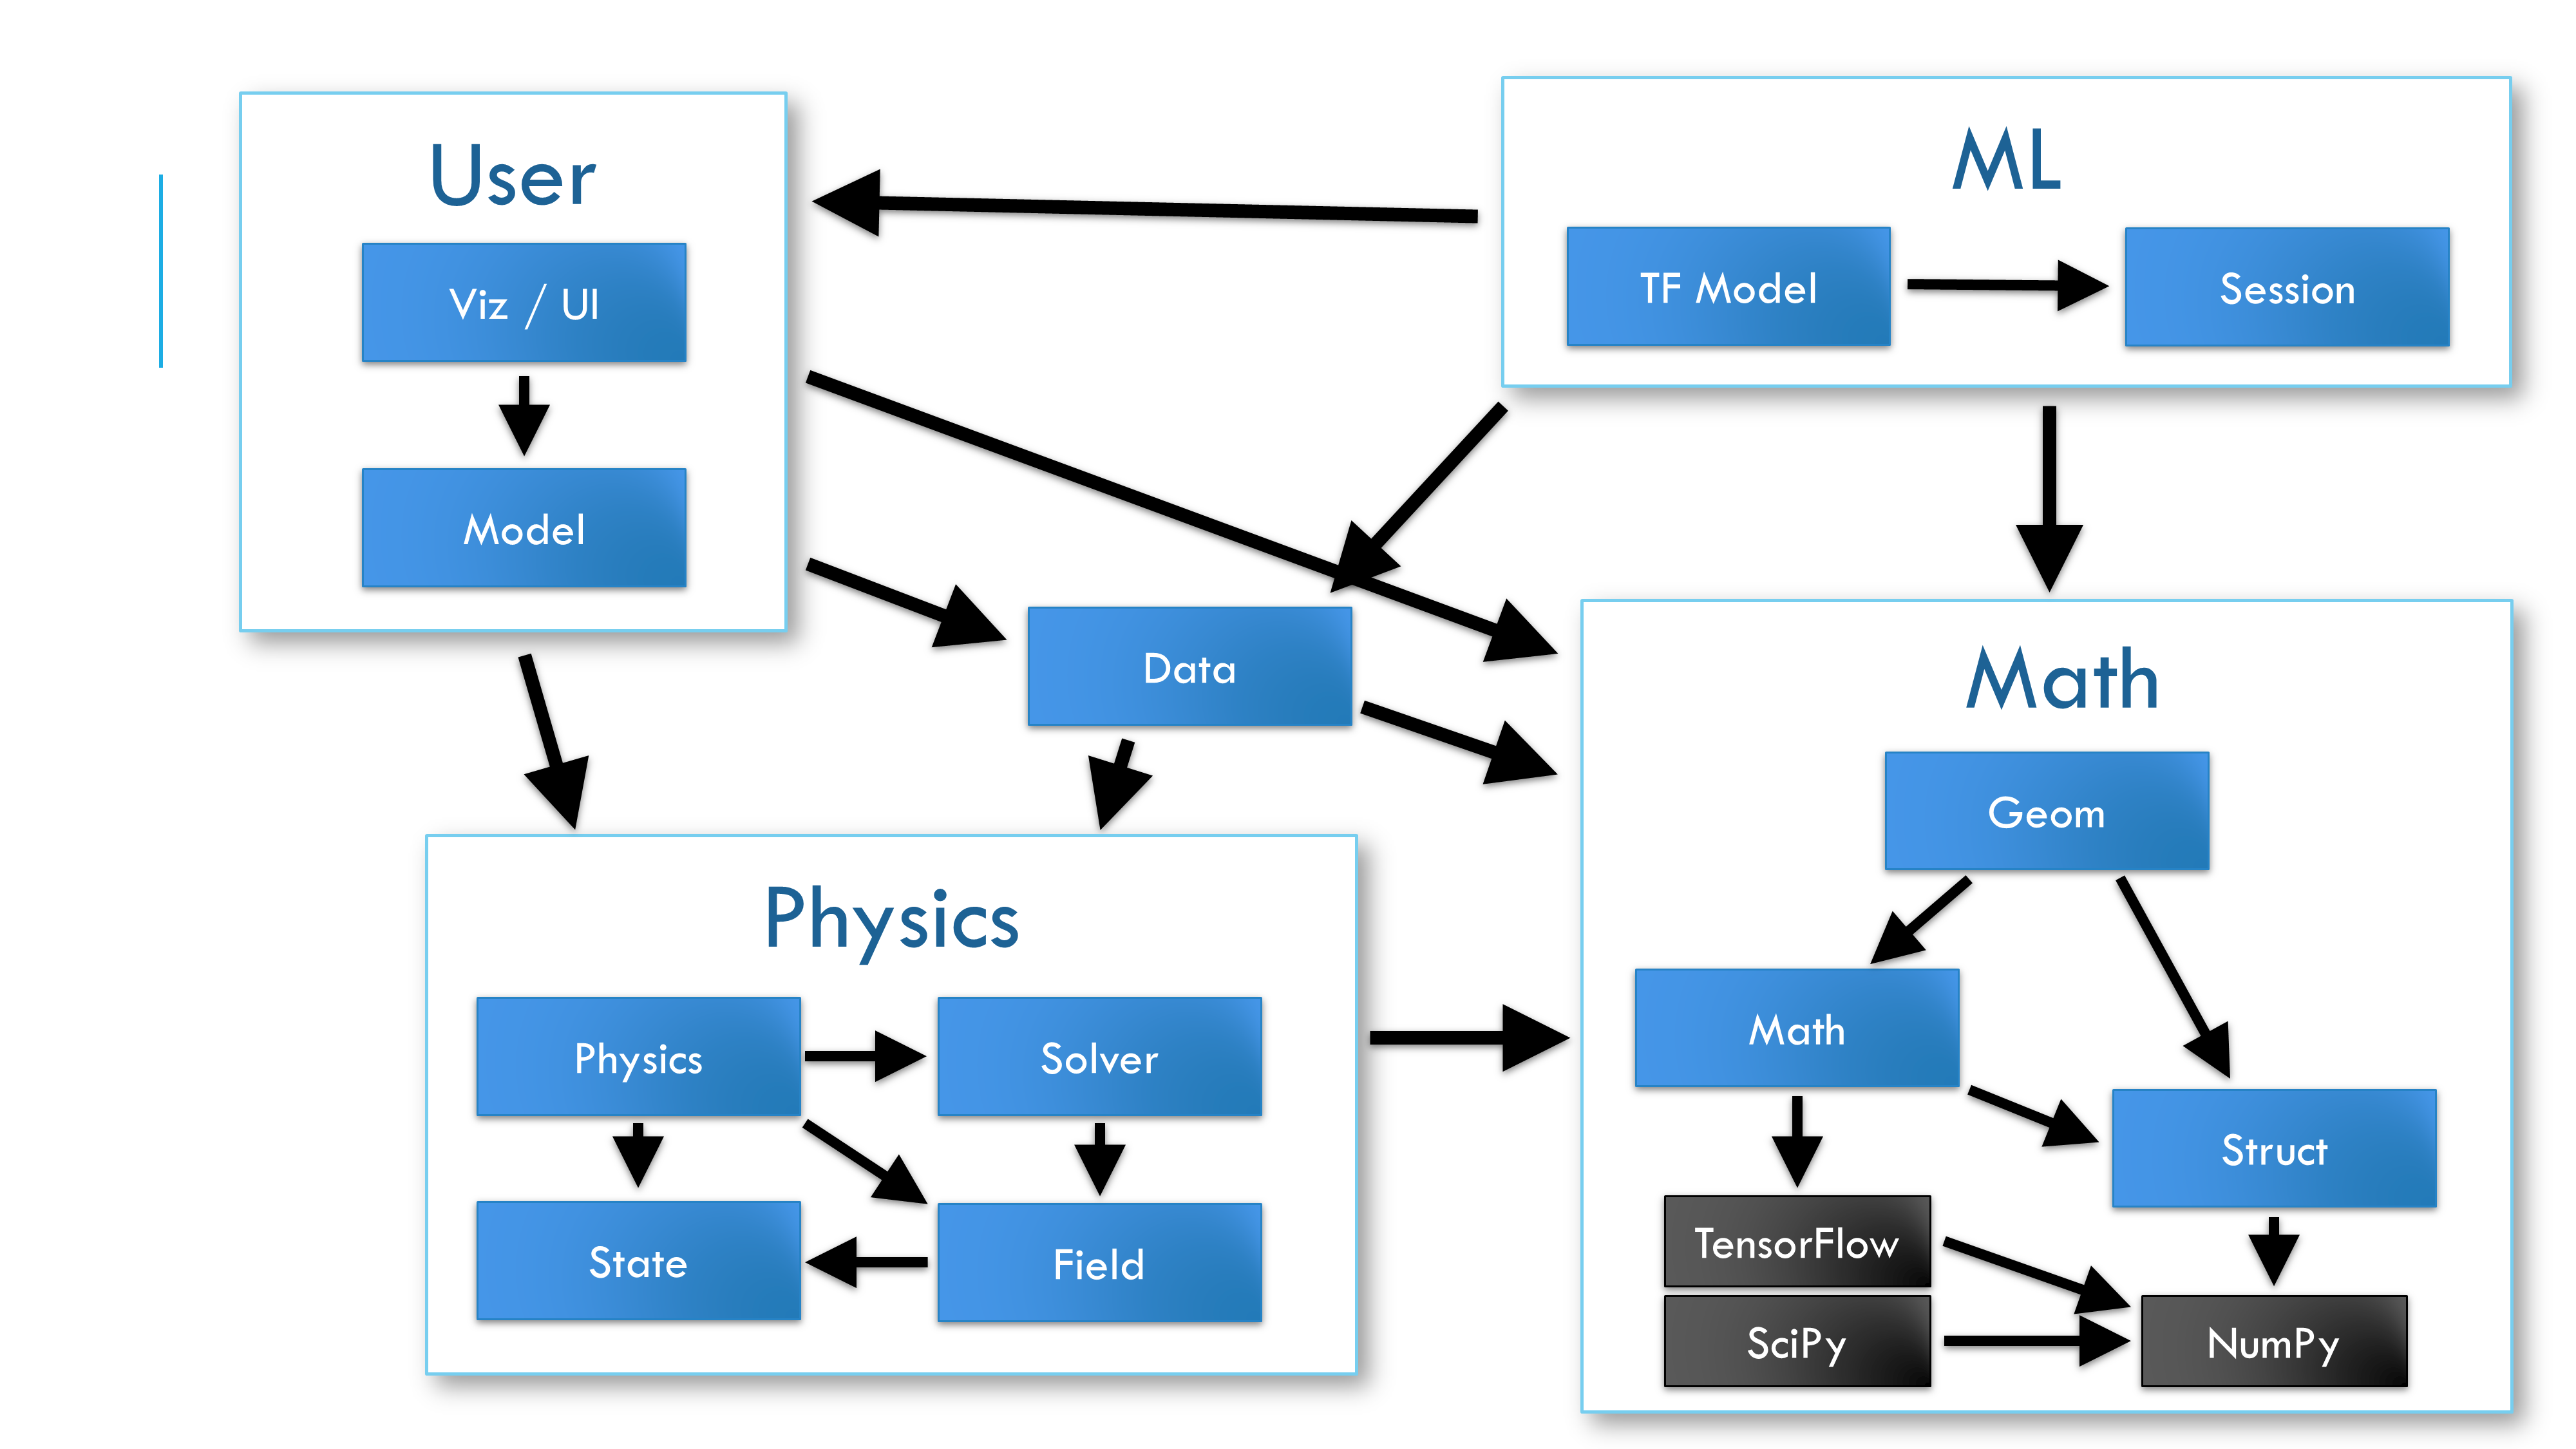 User
Viz / UI
Model
ML
TF Model
Session
Data
Physics
Physics
Solver
State
Field
Math
Geom
Math
Struct
TensorFlow
SciPy
NumPy